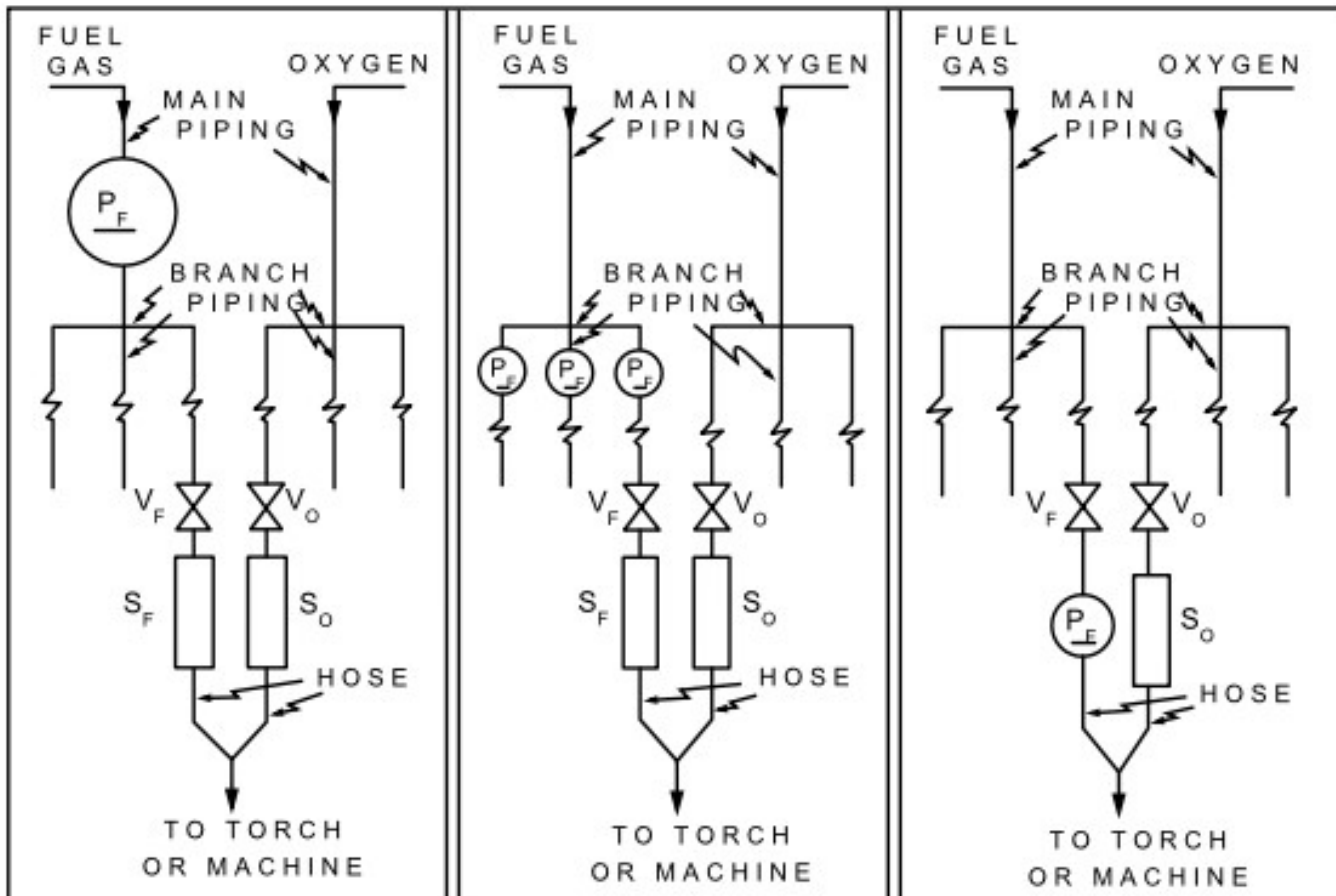 FUEL
GAS
OXYGEN
MAIN
PIPING
P_F
BRANCH
PIPING
V_F
V_O
S_F
S_O
HOSE
TO TORCH
OR MACHINE
FUEL
GAS
OXYGEN
MAIN
PIPING
BRANCH
PIPING
P_F
P_F
P_F
V_F
V_O
S_F
S_O
HOSE
TO TORCH
OR MACHINE
FUEL
GAS
OXYGEN
MAIN
PIPING
BRANCH
PIPING
V_F
V_O
P_F
S_O
HOSE
TO TORCH
OR MACHINE